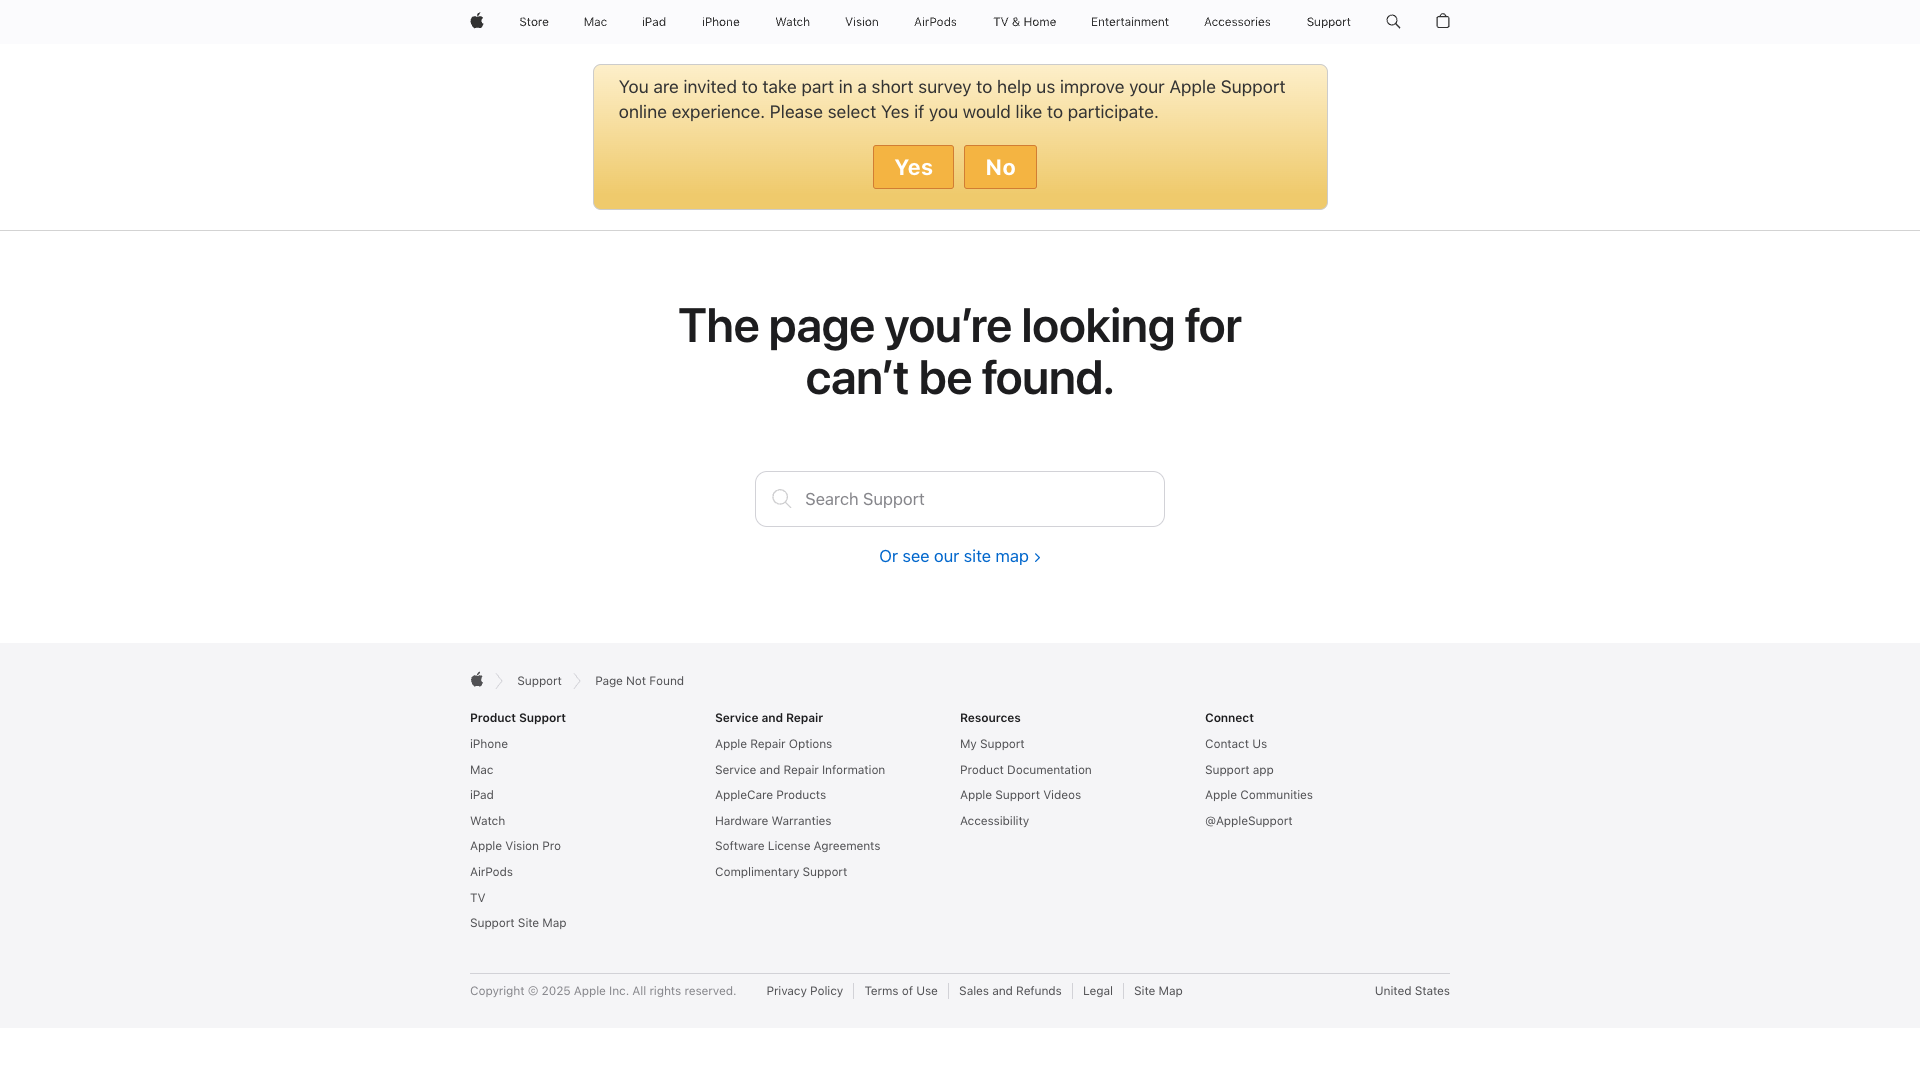 Store Mac iPad iPhone Watch Vision AirPods TV & Home Entertainment Accessories Support
You are invited to take part in a short survey to help us improve your Apple Support
online experience. Please select Yes if you would like to participate.
Yes No
The page you’re looking for
can’t be found.
Search Support
Or see our site map
Support Page Not Found
Product Support
iPhone
Mac
iPad
Watch
Apple Vision Pro
AirPods
TV
Support Site Map
Service and Repair
Apple Repair Options
Service and Repair Information
AppleCare Products
Hardware Warranties
Software License Agreements
Complimentary Support
Resources
My Support
Product Documentation
Apple Support Videos
Accessibility
Connect
Contact Us
Support app
Apple Communities
@AppleSupport
Copyright © 2025 Apple Inc. All rights reserved. Privacy Policy Terms of Use Sales and Refunds Legal Site Map United States